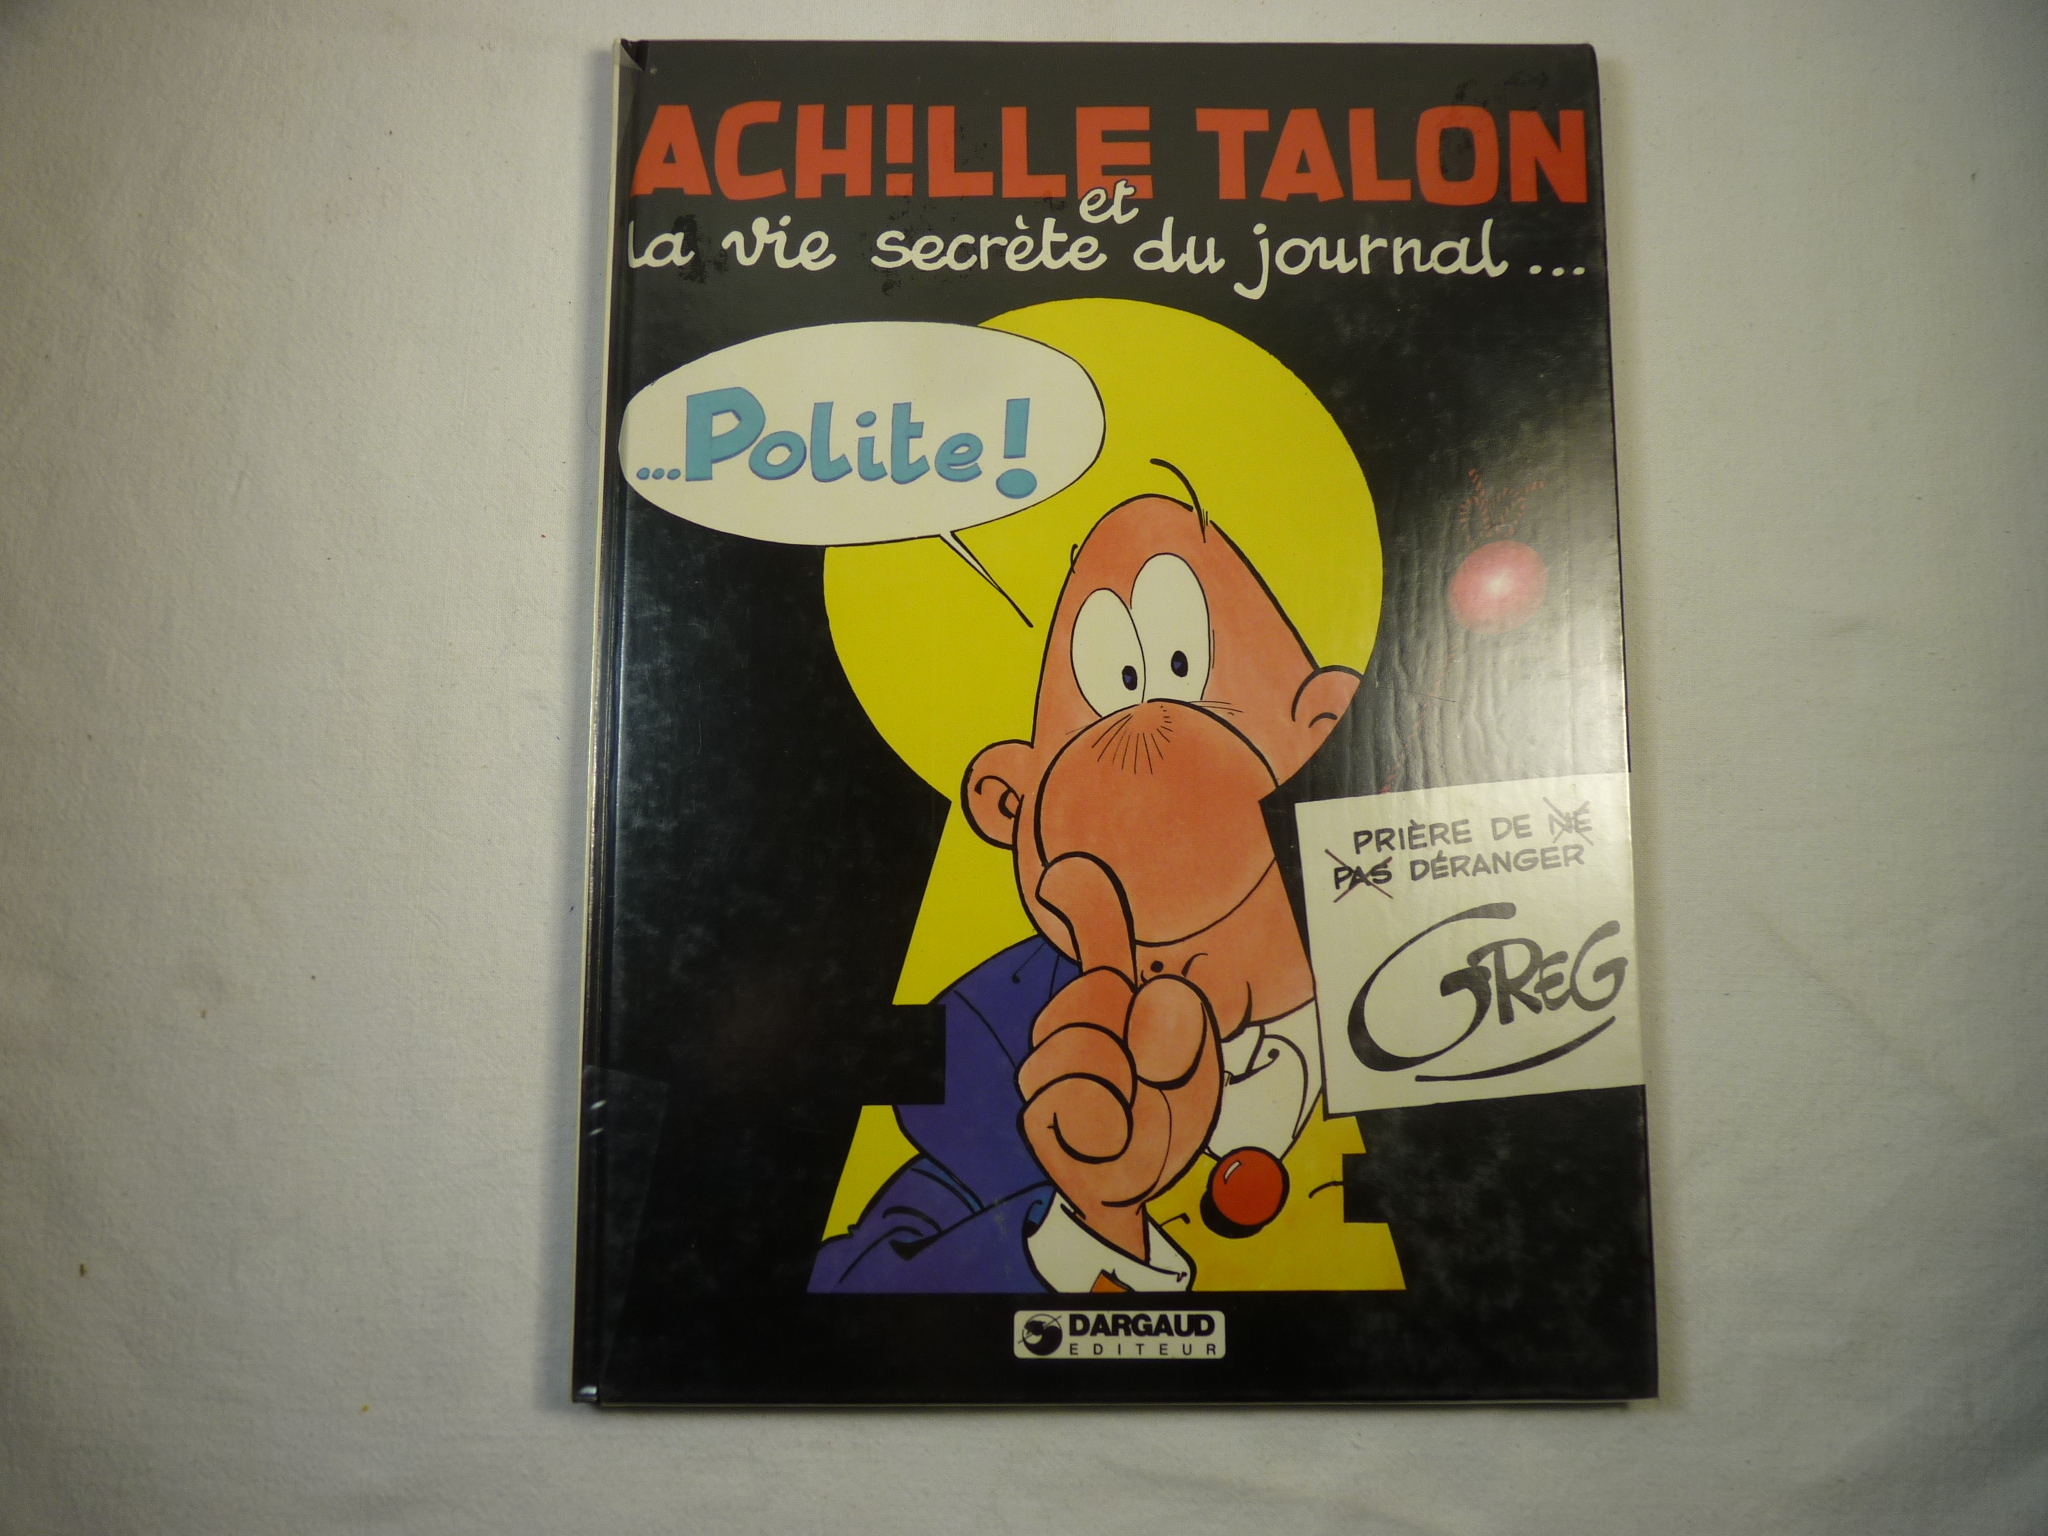 ACH!LLE TALON
et
la vie secrète du journal...
...Polite!
PRIÈRE DE NE
PAS DÉRANGER
GREG
DARGAUD
EDITEUR